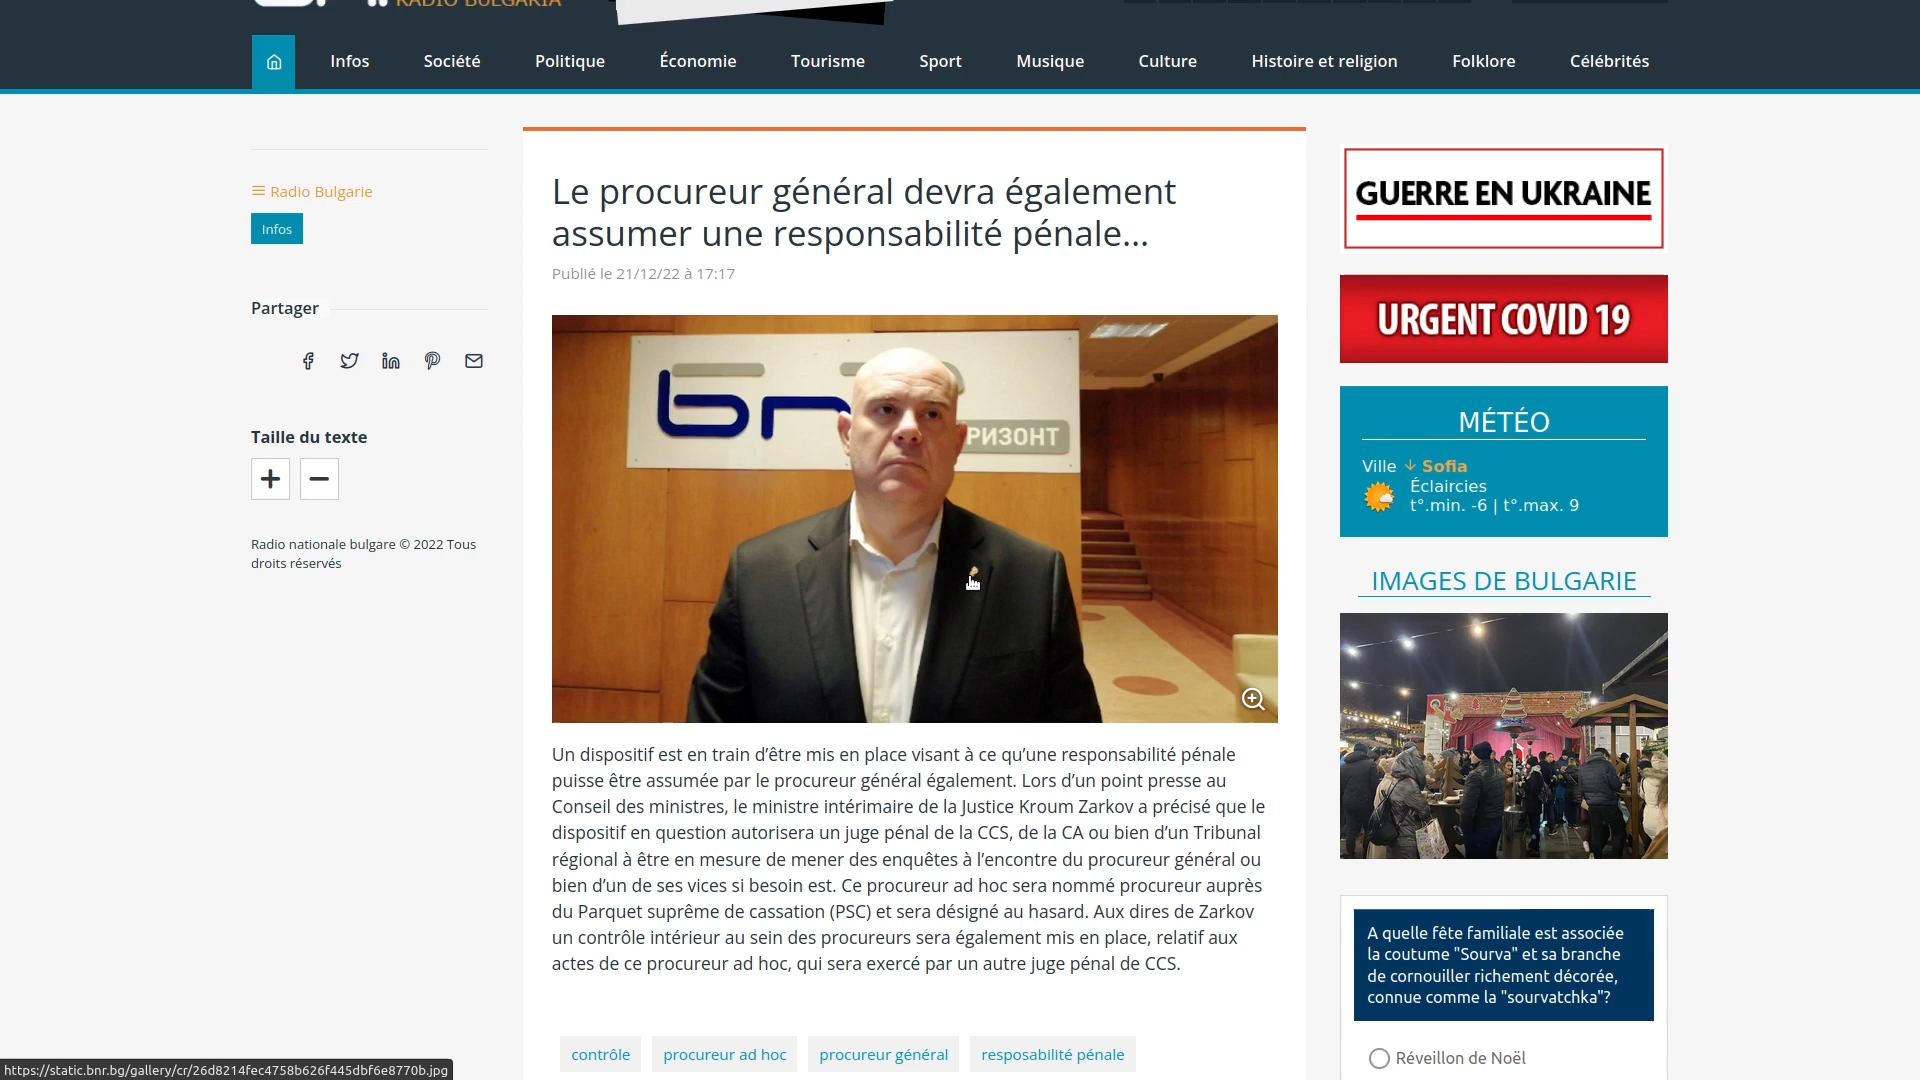 RADIO BULGARIA
Infos
Société
Politique
Économie
Tourisme
Sport
Musique
Culture
Histoire et religion
Folklore
Célébrités
Radio Bulgarie
Infos
Partager
Taille du texte
Radio nationale bulgare © 2022 Tous
droits réservés
Le procureur général devra également
assumer une responsabilité pénale...
Publié le 21/12/22 à 17:17
РИЗОНТ
Un dispositif est en train d’être mis en place visant à ce qu’une responsabilité pénale
puisse être assumée par le procureur général également. Lors d’un point presse au
Conseil des ministres, le ministre intérimaire de la Justice Kroum Zarkov a précisé que le
dispositif en question autorisera un juge pénal de la CCS, de la CA ou bien d’un Tribunal
régional à être en mesure de mener des enquêtes à l’encontre du procureur général ou
bien d’un de ses vices si besoin est. Ce procureur ad hoc sera nommé procureur auprès
du Parquet suprême de cassation (PSC) et sera désigné au hasard. Aux dires de Zarkov
un contrôle intérieur au sein des procureurs sera également mis en place, relatif aux
actes de ce procureur ad hoc, qui sera exercé par un autre juge pénal de CCS.
contrôle
procureur ad hoc
procureur général
resposabilité pénale
GUERRE EN UKRAINE
URGENT COVID 19
MÉTÉO
Ville Sofia
Éclaircies
t°.min. -6 | t°.max. 9
IMAGES DE BULGARIE
A quelle fête familiale est associée
la coutume "Sourva" et sa branche
de cornouiller richement décorée,
connue comme la "sourvatchka"?
Réveillon de Noël
https://static.bnr.bg/gallery/cr/26d8214fec4758b626f445dbf6e8770b.jpg